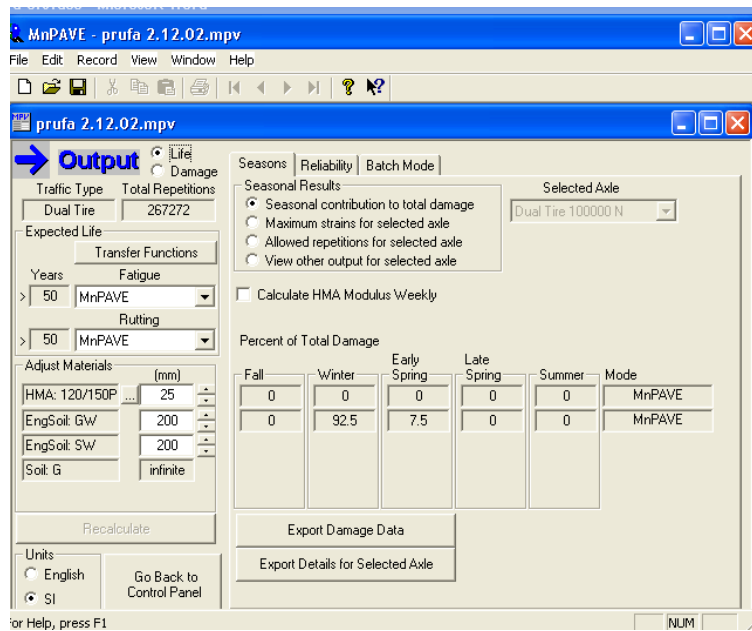 MnPAVE - prufa 2.12.02.mpv
File Edit Record View Window Help
MPV prufa 2.12.02.mpv
Output
Life
Damage
Traffic Type Total Repetitions
Dual Tire 267272
Expected Life
Transfer Functions
Years Fatigue
> 50 MnPAVE
Rutting
> 50 MnPAVE
Adjust Materials (mm)
HMA: 120/150P ... 25
EngSoil: GW 200
EngSoil: SW 200
Soil: G infinite
Recalculate
Units
English
SI
Go Back to
Control Panel
Seasons Reliability Batch Mode
Seasonal Results
Seasonal contribution to total damage
Maximum strains for selected axle
Allowed repetitions for selected axle
View other output for selected axle
Selected Axle
Dual Tire 100000 N
Calculate HMA Modulus Weekly
Percent of Total Damage
Fall Winter Early Spring Late Spring Summer Mode
0 0 0 0 0 MnPAVE
0 92.5 7.5 0 0 MnPAVE
Export Damage Data
Export Details for Selected Axle
For Help, press F1
NUM